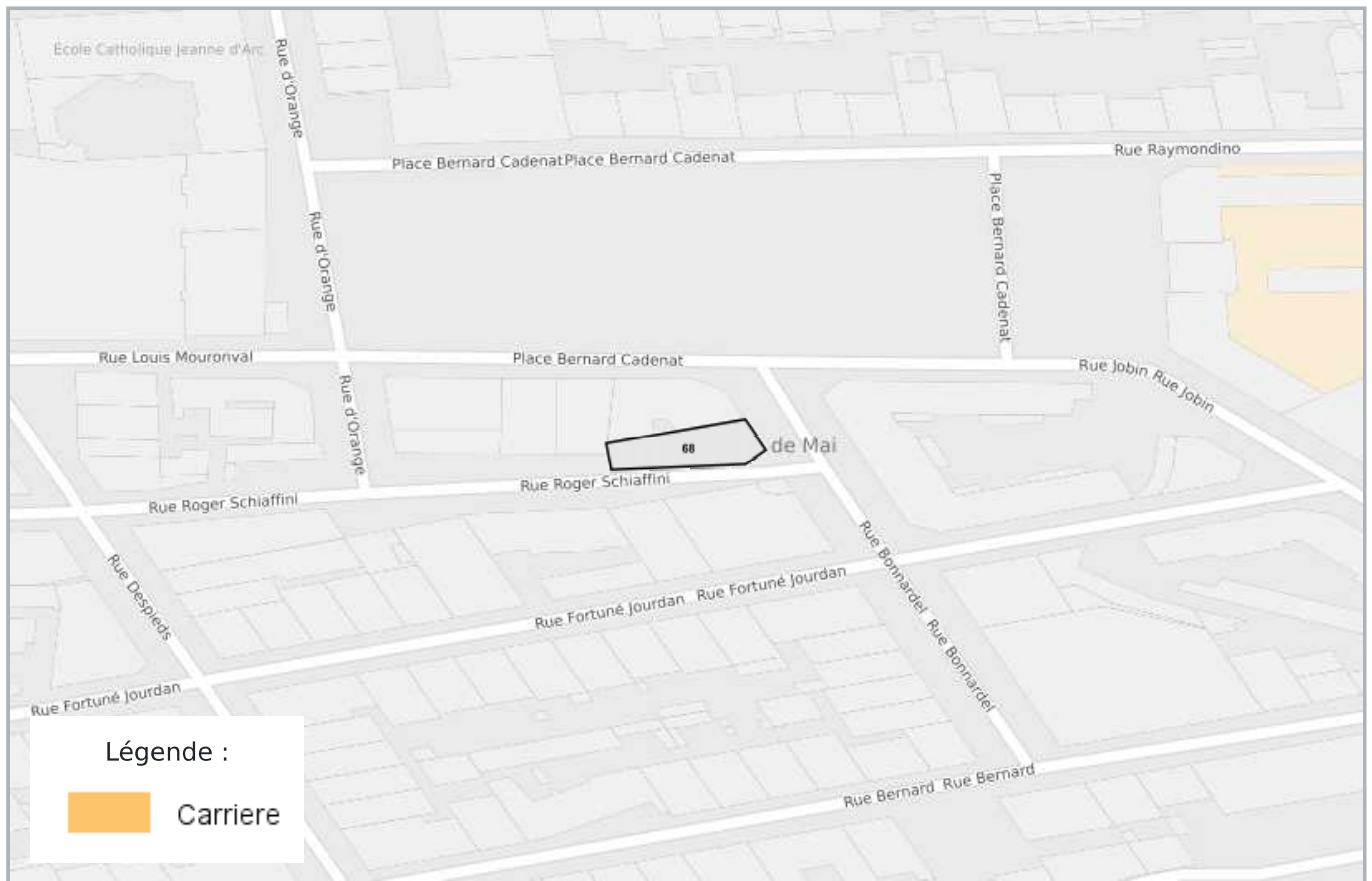 École Catholique Jeanne d'Arc
Rue d'Orange
Place Bernard Cadenat
Place Bernard Cadenat
Rue Raymondino
Rue d'Orange
Place Bernard Cadenat
Rue Louis Mouronval
Place Bernard Cadenat
Rue Jobin
Rue Jobin
Rue d'Orange
68
de Mai
Rue Roger Schiaffini
Rue Roger Schiaffini
Rue Despieds
Rue Bonnardel
Rue Bonnardel
Rue Fortuné Jourdan
Rue Fortuné Jourdan
Rue Fortuné Jourdan
Rue Bernard
Rue Bernard
Légende :
Carriere